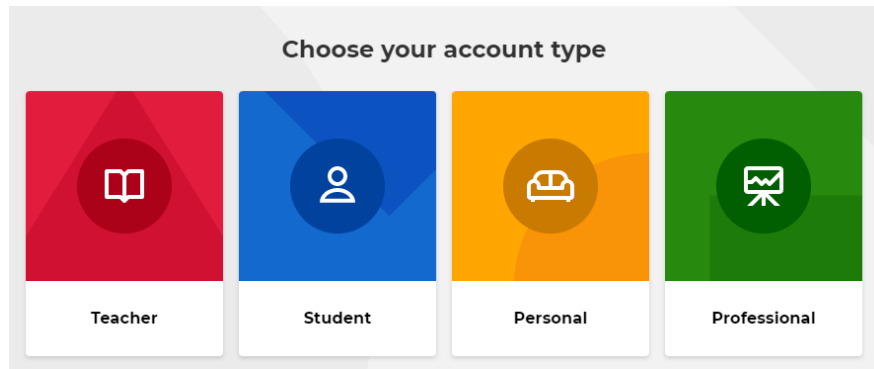 Choose your account type
Teacher
Student
Personal
Professional